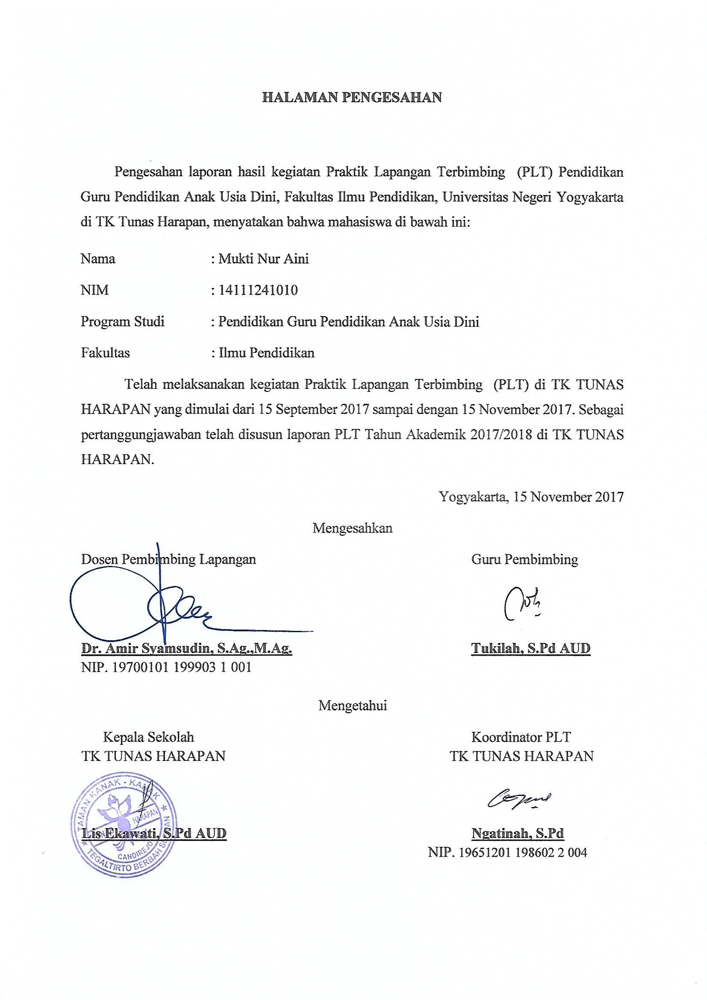 HALAMAN PENGESAHAN
Pengesahan laporan hasil kegiatan Praktik Lapangan Terbimbing (PLT) Pendidikan
Guru Pendidikan Anak Usia Dini, Fakultas Ilmu Pendidikan, Universitas Negeri Yogyakarta
di TK Tunas Harapan, menyatakan bahwa mahasiswa di bawah ini:
Nama : Mukti Nur Aini
NIM : 14111241010
Program Studi : Pendidikan Guru Pendidikan Anak Usia Dini
Fakultas : Ilmu Pendidikan
Telah melaksanakan kegiatan Praktik Lapangan Terbimbing (PLT) di TK TUNAS
HARAPAN yang dimulai dari 15 September 2017 sampai dengan 15 November 2017. Sebagai
pertanggungjawaban telah disusun laporan PLT Tahun Akademik 2017/2018 di TK TUNAS
HARAPAN.
Yogyakarta, 15 November 2017
Mengesahkan
Dosen Pembimbing Lapangan Guru Pembimbing
Dr. Amir Syamsudin, S.Ag.,M.Ag. Tukilah, S.Pd AUD
NIP. 19700101 199903 1 001
Mengetahui
Kepala Sekolah Koordinator PLT
TK TUNAS HARAPAN TK TUNAS HARAPAN
TAMAN KANAK - KANAK
HARAPAN
Lis Ekawati, S.Pd AUD Ngatinah, S.Pd
NIP. 19651201 198602 2 004
CANDIREJO
TEGALTIRTO BERBAH